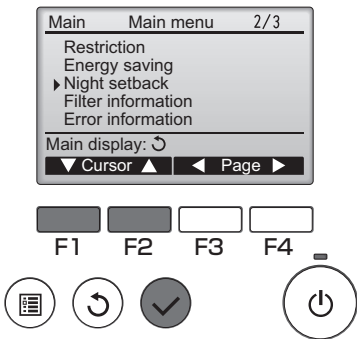 Main Main menu 2/3
Restriction
Energy saving
Night setback
Filter information
Error information
Main display:
▼ Cursor ▲ ◀ Page ▶
F1 F2 F3 F4